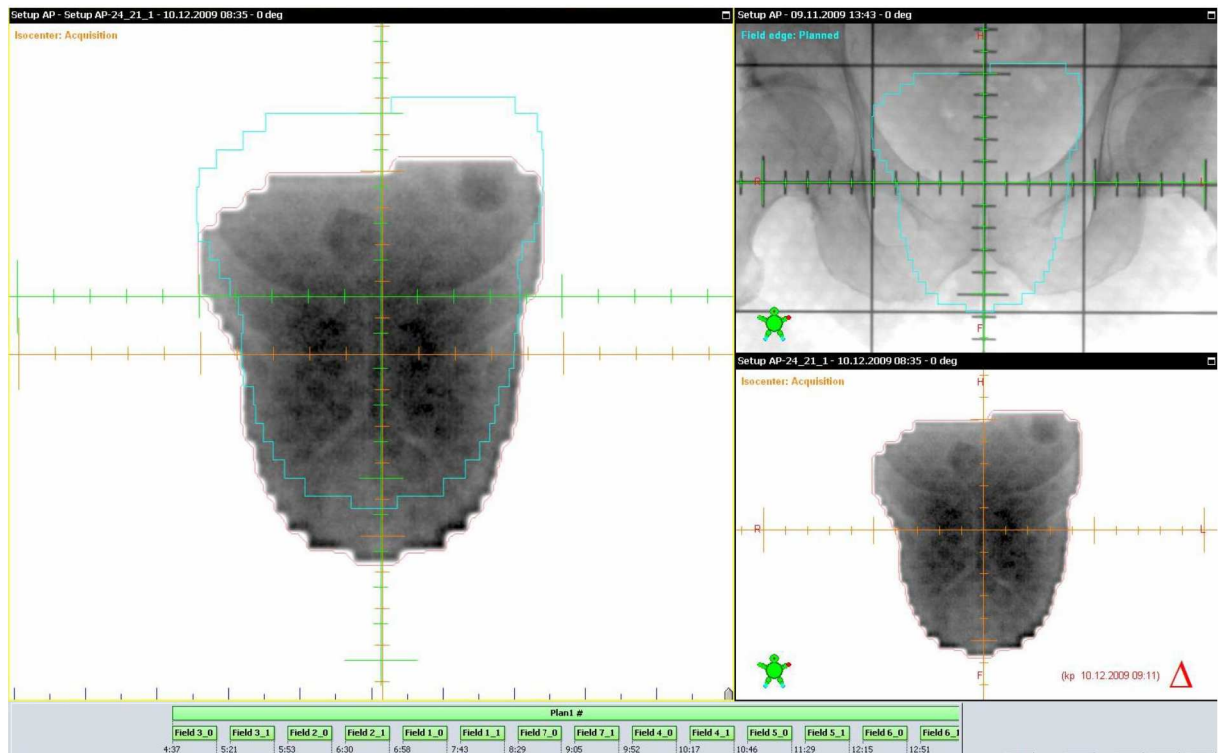 Setup AP - Setup AP-24_21_1 - 10.12.2009 08:35 - 0 deg
Isocenter: Acquisition
Setup AP - 09.11.2009 13:43 - 0 deg
Field edge: Planned
H
R
L
F
Setup AP-24_21_1 - 10.12.2009 08:35 - 0 deg
Isocenter: Acquisition
H
R
L
F
(kp 10.12.2009 09:11) Δ
Plan1 #
Field 3_0 Field 3_1 Field 2_0 Field 2_1 Field 1_0 Field 1_1 Field 7_0 Field 7_1 Field 4_0 Field 4_1 Field 5_0 Field 5_1 Field 6_0 Field 6_1
4:37 5:21 5:53 6:30 6:58 7:43 8:29 9:05 9:52 10:17 10:46 11:29 12:15 12:51